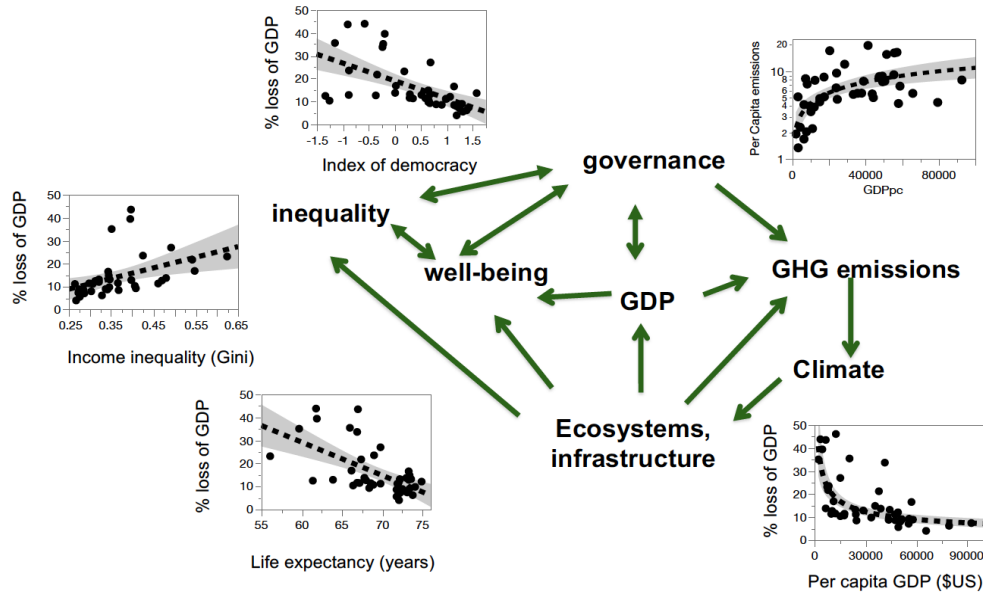 % loss of GDP
50
40
30
20
10
0
-1.5 -1 -.5 0 .5 1 1.5
Index of democracy
Per Capita emissions
20
10
8
6
5
4
3
2
1
0 40000 80000
GDPpc
governance
inequality
well-being
GDP
GHG emissions
Climate
Ecosystems,
infrastructure
% loss of GDP
50
40
30
20
10
0
0.25 0.35 0.45 0.55 0.65
Income inequality (Gini)
% loss of GDP
50
40
30
20
10
0
55 60 65 70 75
Life expectancy (years)
% loss of GDP
50
40
30
20
10
0
0 30000 60000 90000
Per capita GDP ($US)